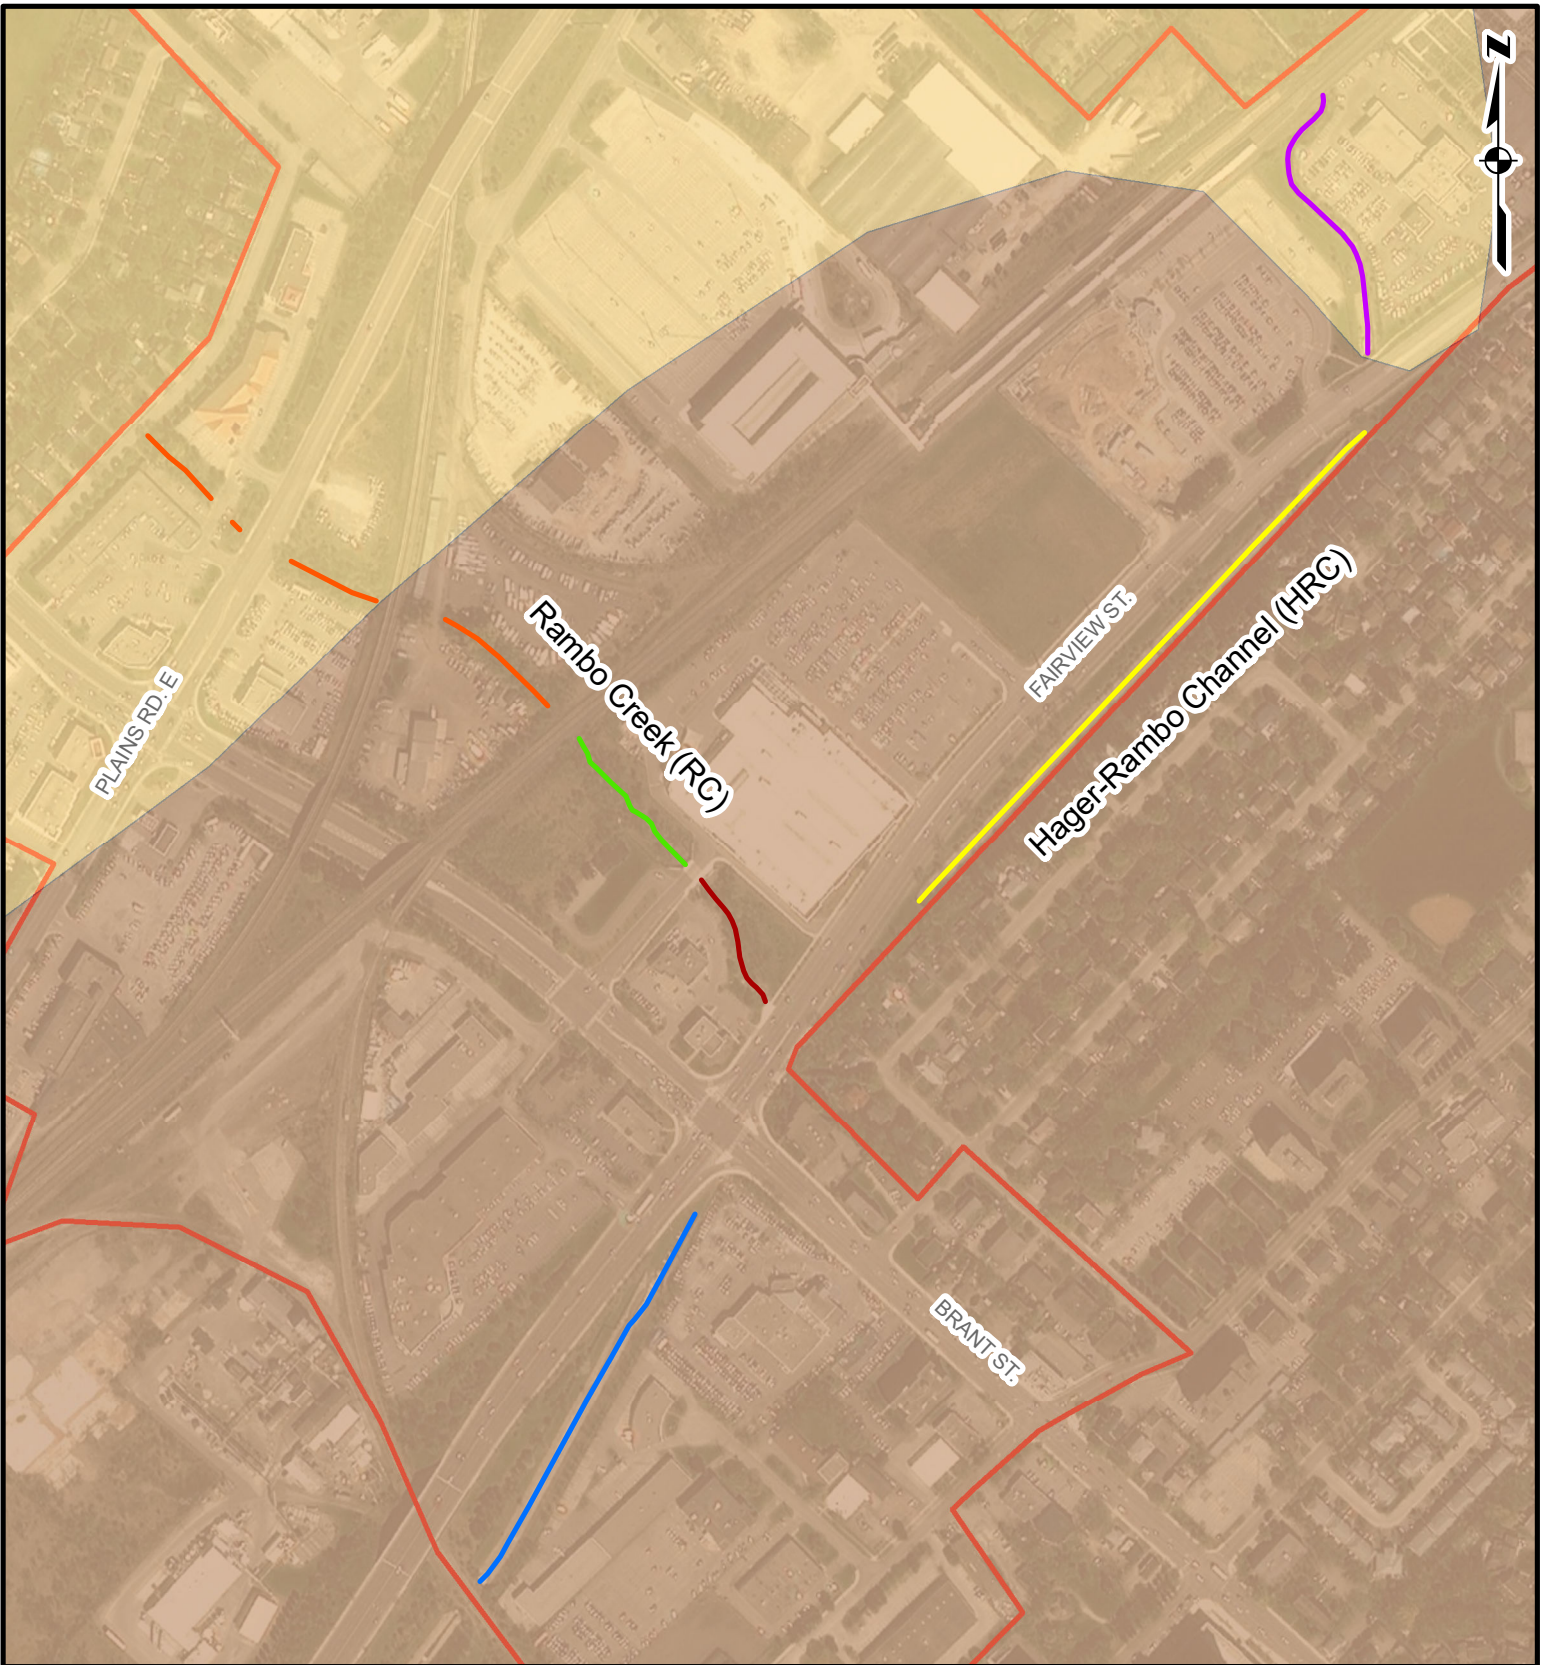 N
Rambo Creek (RC)
FAIRVIEW ST.
Hager-Rambo Channel (HRC)
PLAINS RD. E
BRANT ST.